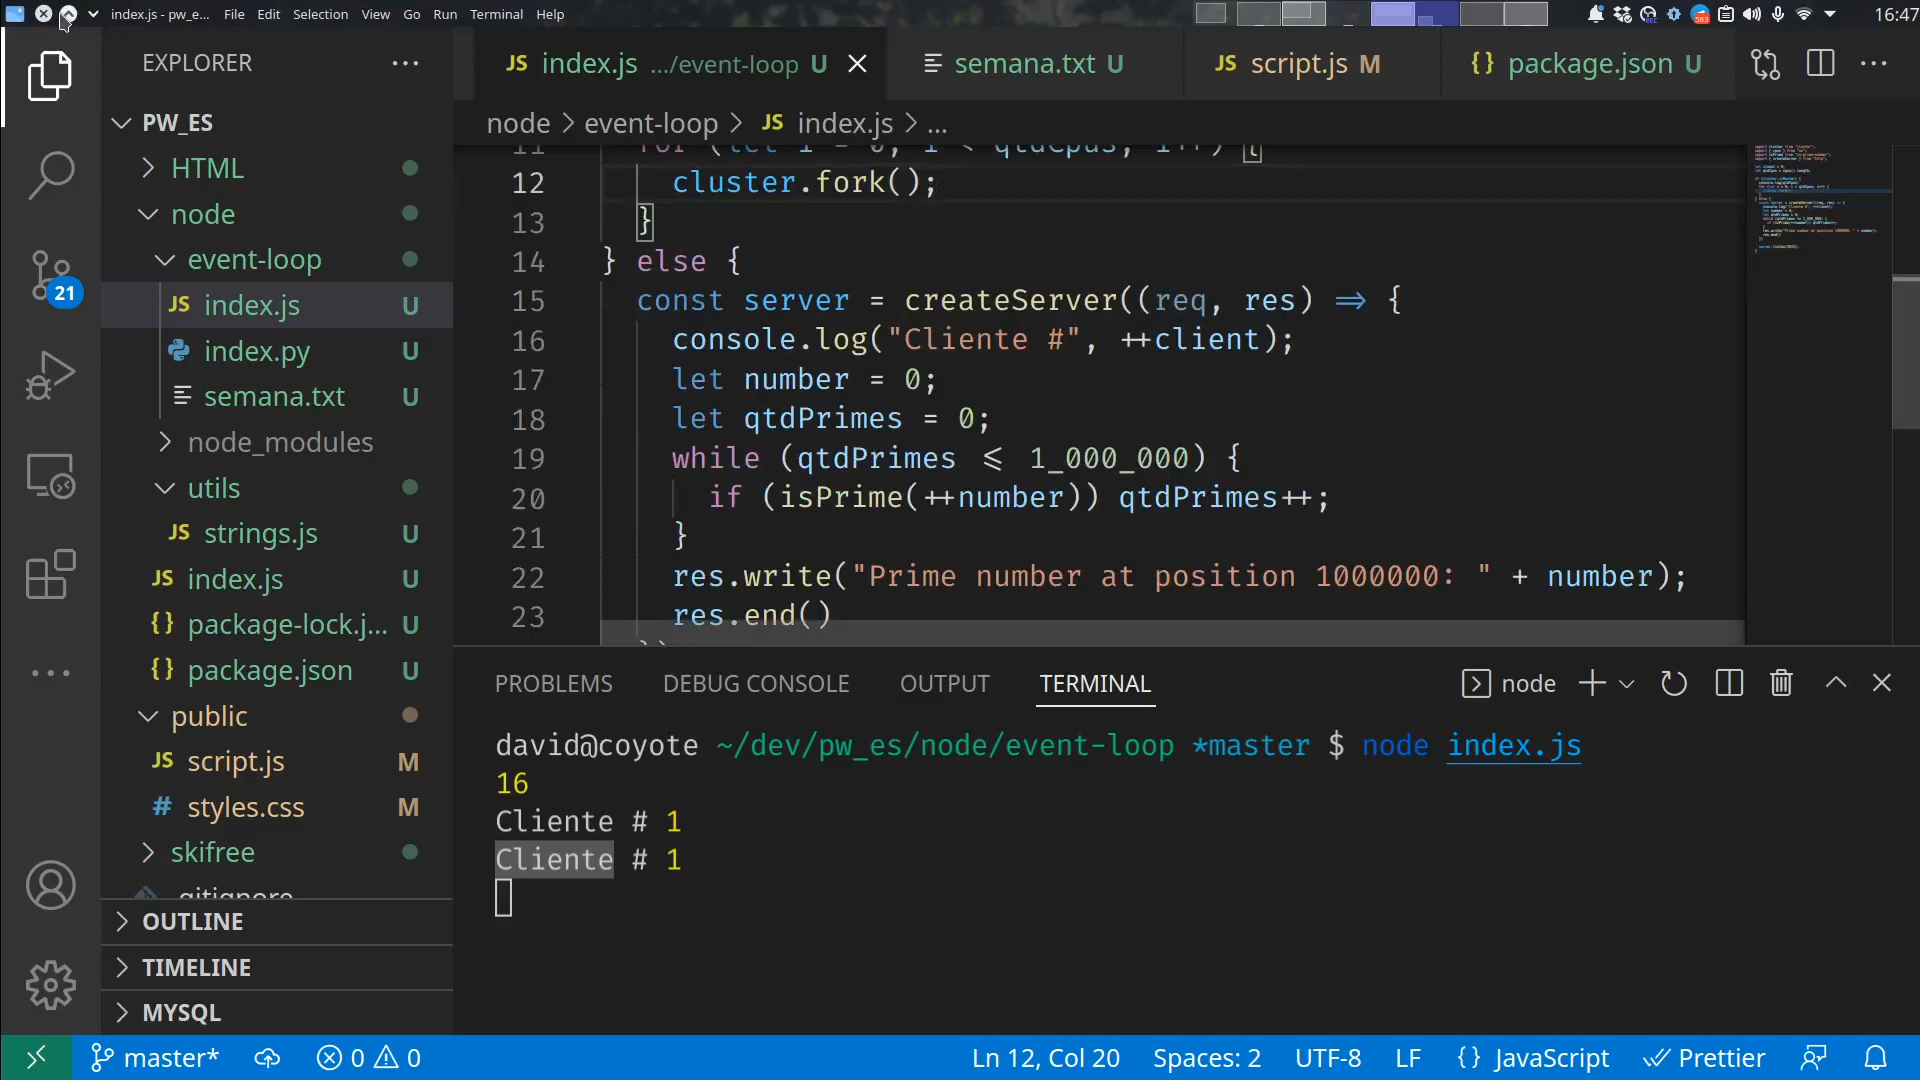 index.js - pw_e... File Edit Selection View Go Run Terminal Help 16:47
EXPLORER
JS index.js .../event-loop U
semana.txt U
JS script.js M
{} package.json U
node > event-loop > JS index.js > ...
PW_ES
HTML
node
event-loop
JS index.js U
index.py U
semana.txt U
node_modules
utils
JS strings.js U
JS index.js U
{} package-lock.j... U
{} package.json U
public
JS script.js M
# styles.css M
skifree
.gitignore
OUTLINE
TIMELINE
MYSQL
21
11 for (let i = 0; i < qtdCpus; i++) {
12 cluster.fork();
13 }
14 } else {
15 const server = createServer((req, res) => {
16 console.log("Cliente #", ++client);
17 let number = 0;
18 let qtdPrimes = 0;
19 while (qtdPrimes <= 1_000_000) {
20 if (isPrime(++number)) qtdPrimes++;
21 }
22 res.write("Prime number at position 1000000: " + number);
23 res.end()
PROBLEMS DEBUG CONSOLE OUTPUT TERMINAL node
david@coyote ~/dev/pw_es/node/event-loop *master $ node index.js
16
Cliente # 1
Cliente # 1
master* 0 0 Ln 12, Col 20 Spaces: 2 UTF-8 LF {} JavaScript Prettier